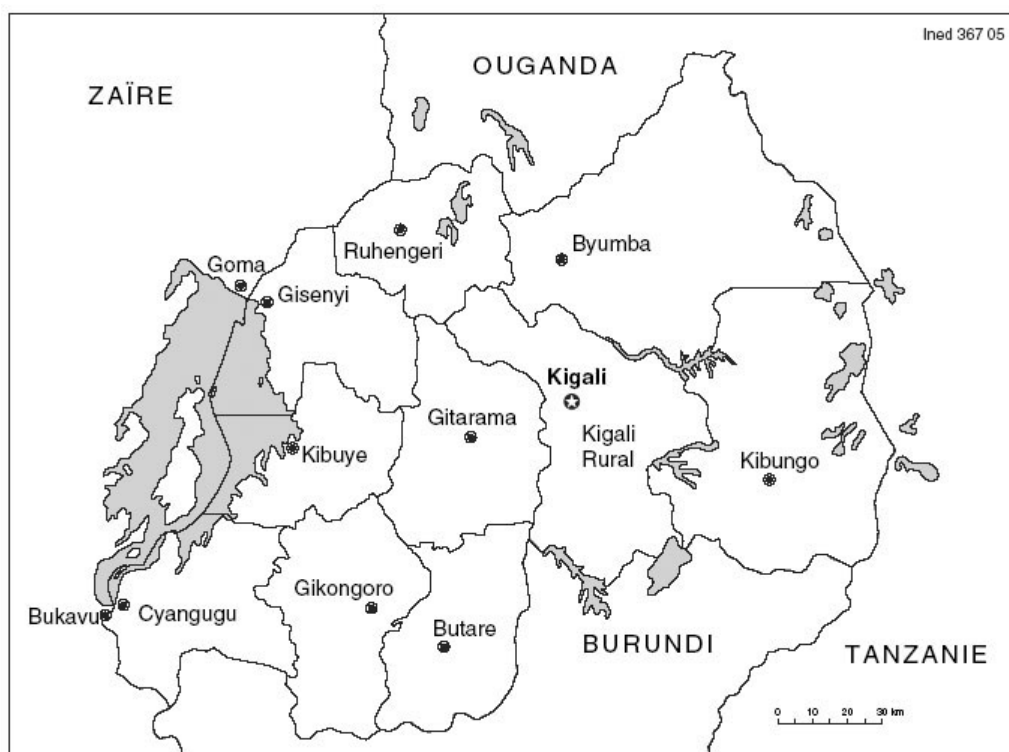 Ined 367 05
OUGANDA
ZAÏRE
Ruhengeri
Byumba
Goma
Gisenyi
Kigali
Gitarama
Kigali
Rural
Kibuye
Kibungo
Gikongoro
Bukavu
Cyangugu
Butare
BURUNDI
TANZANIE
0 10 20 30 km